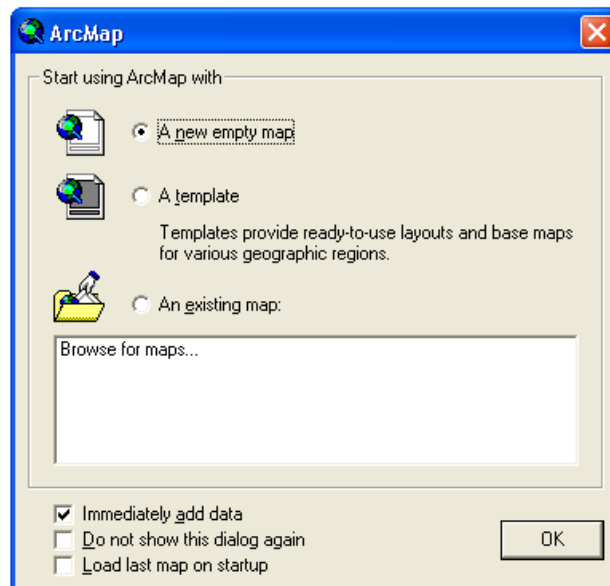 ArcMap
Start using ArcMap with
A new empty map
A template
Templates provide ready-to-use layouts and base maps
for various geographic regions.
An existing map:
Browse for maps...
Immediately add data
Do not show this dialog again
Load last map on startup
OK